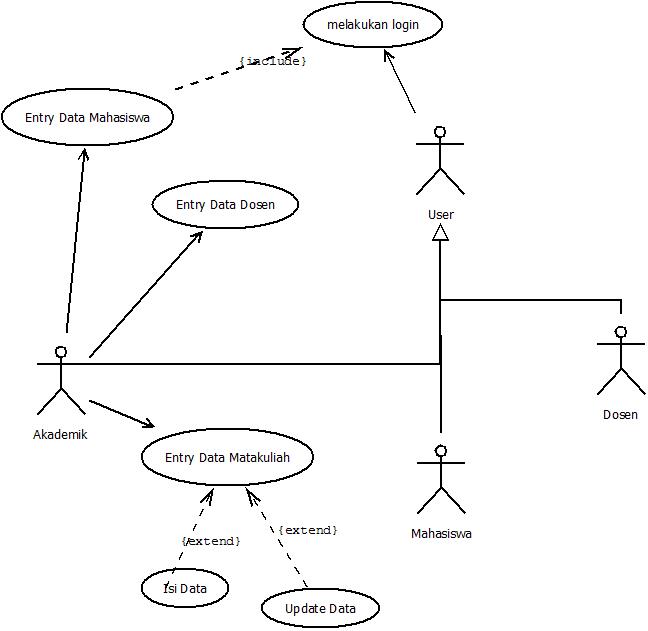 melakukan login
{include}
Entry Data Mahasiswa
Entry Data Dosen
User
Dosen
Akademik
Entry Data Matakuliah
Mahasiswa
{extend}
{extend}
Isi Data
Update Data